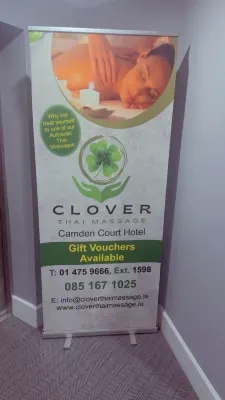 Why not
treat yourself
to one of our
Authentic
Thai
Massages
CLOVER
THAI MASSAGE
Camden Court Hotel
Gift Vouchers
Available
T: 01 475 9666, Ext. 1598
085 167 1025
E: info@cloverthaimassage.ie
www.cloverthaimassage.ie